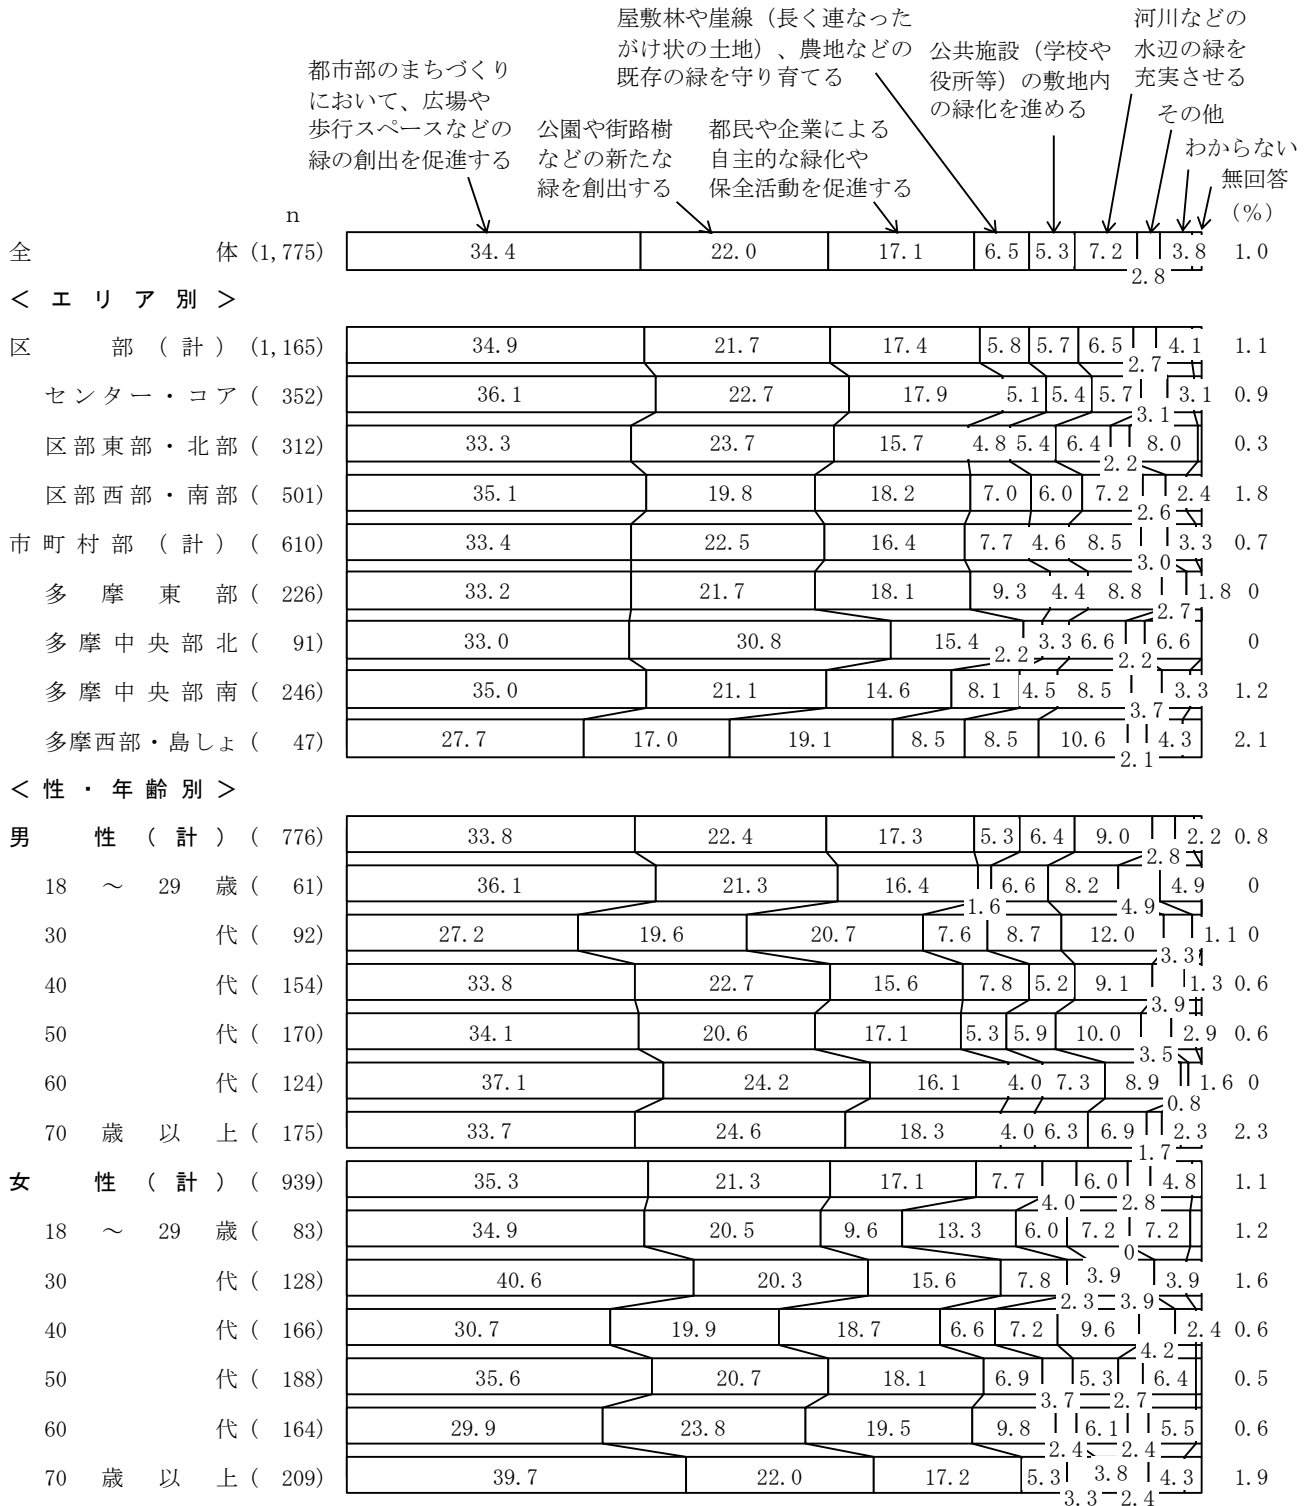 屋敷林や崖線（長く連なった
がけ状の土地）、農地などの
既存の緑を守り育てる
河川などの
水辺の緑を
充実させる
公共施設（学校や
役所等）の敷地内
の緑化を進める
都市部のまちづくり
において、広場や
歩行スペースなどの
緑の創出を促進する
公園や街路樹
などの新たな
緑を創出する
都民や企業による
自主的な緑化や
保全活動を促進する
その他
わからない
無回答
(%)
n
全体 (1,775) 34.4 22.0 17.1 6.5 5.3 7.2 2.8 3.8 1.0
＜エリア別＞
区部（計） (1,165) 34.9 21.7 17.4 5.8 5.7 6.5 2.7 4.1 1.1
センター・コア ( 352) 36.1 22.7 17.9 5.1 5.4 5.7 3.1 3.1 0.9
区部東部・北部 ( 312) 33.3 23.7 15.7 4.8 5.4 6.4 2.2 8.0 0.3
区部西部・南部 ( 501) 35.1 19.8 18.2 7.0 6.0 7.2 2.6 2.4 1.8
市町村部（計） ( 610) 33.4 22.5 16.4 7.7 4.6 8.5 3.0 3.3 0.7
多摩東部 ( 226) 33.2 21.7 18.1 9.3 4.4 8.8 2.7 1.8 0
多摩中央部北 ( 91) 33.0 30.8 15.4 2.2 3.3 6.6 2.2 6.6 0
多摩中央部南 ( 246) 35.0 21.1 14.6 8.1 4.5 8.5 3.7 3.3 1.2
多摩西部・島しょ ( 47) 27.7 17.0 19.1 8.5 8.5 10.6 2.1 4.3 2.1
＜性・年齢別＞
男性（計） ( 776) 33.8 22.4 17.3 5.3 6.4 9.0 2.8 2.2 0.8
18～29歳 ( 61) 36.1 21.3 16.4 1.6 6.6 8.2 4.9 4.9 0
30代 ( 92) 27.2 19.6 20.7 7.6 8.7 12.0 3.3 1.1 0
40代 ( 154) 33.8 22.7 15.6 7.8 5.2 9.1 3.9 1.3 0.6
50代 ( 170) 34.1 20.6 17.1 5.3 5.9 10.0 3.5 2.9 0.6
60代 ( 124) 37.1 24.2 16.1 4.0 7.3 8.9 0.8 1.6 0
70歳以上 ( 175) 33.7 24.6 18.3 4.0 6.3 6.9 1.7 2.3 2.3
女性（計） ( 939) 35.3 21.3 17.1 7.7 4.0 6.0 2.8 4.8 1.1
18～29歳 ( 83) 34.9 20.5 9.6 13.3 6.0 7.2 0 7.2 1.2
30代 ( 128) 40.6 20.3 15.6 7.8 2.3 3.9 3.9 3.9 1.6
40代 ( 166) 30.7 19.9 18.7 6.6 7.2 9.6 4.2 2.4 0.6
50代 ( 188) 35.6 20.7 18.1 6.9 3.7 5.3 2.7 6.4 0.5
60代 ( 164) 29.9 23.8 19.5 9.8 2.4 6.1 2.4 5.5 0.6
70歳以上 ( 209) 39.7 22.0 17.2 5.3 3.3 3.8 2.4 4.3 1.9